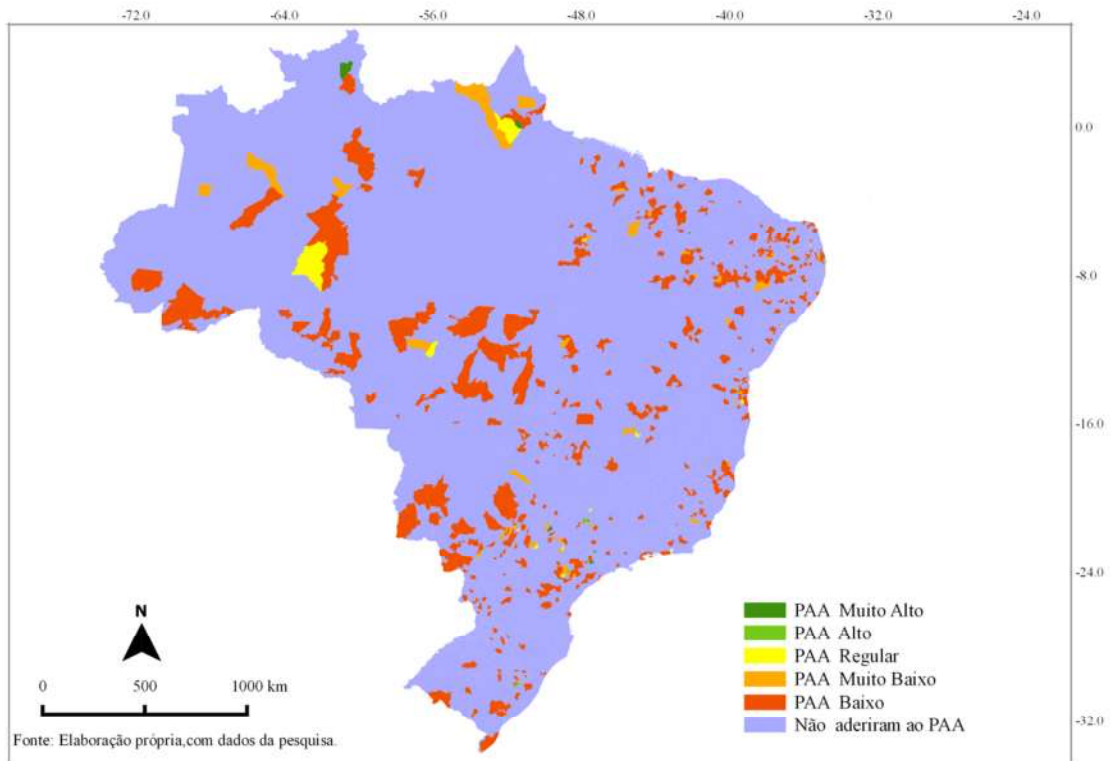 -72.0 -64.0 -56.0 -48.0 -40.0 -32.0 -24.0
0.0
-8.0
-16.0
-24.0
-32.0
PAA Muito Alto
PAA Alto
PAA Regular
PAA Muito Baixo
PAA Baixo
Não aderiram ao PAA
N
0 500 1000 km
Fonte: Elaboração própria,com dados da pesquisa.